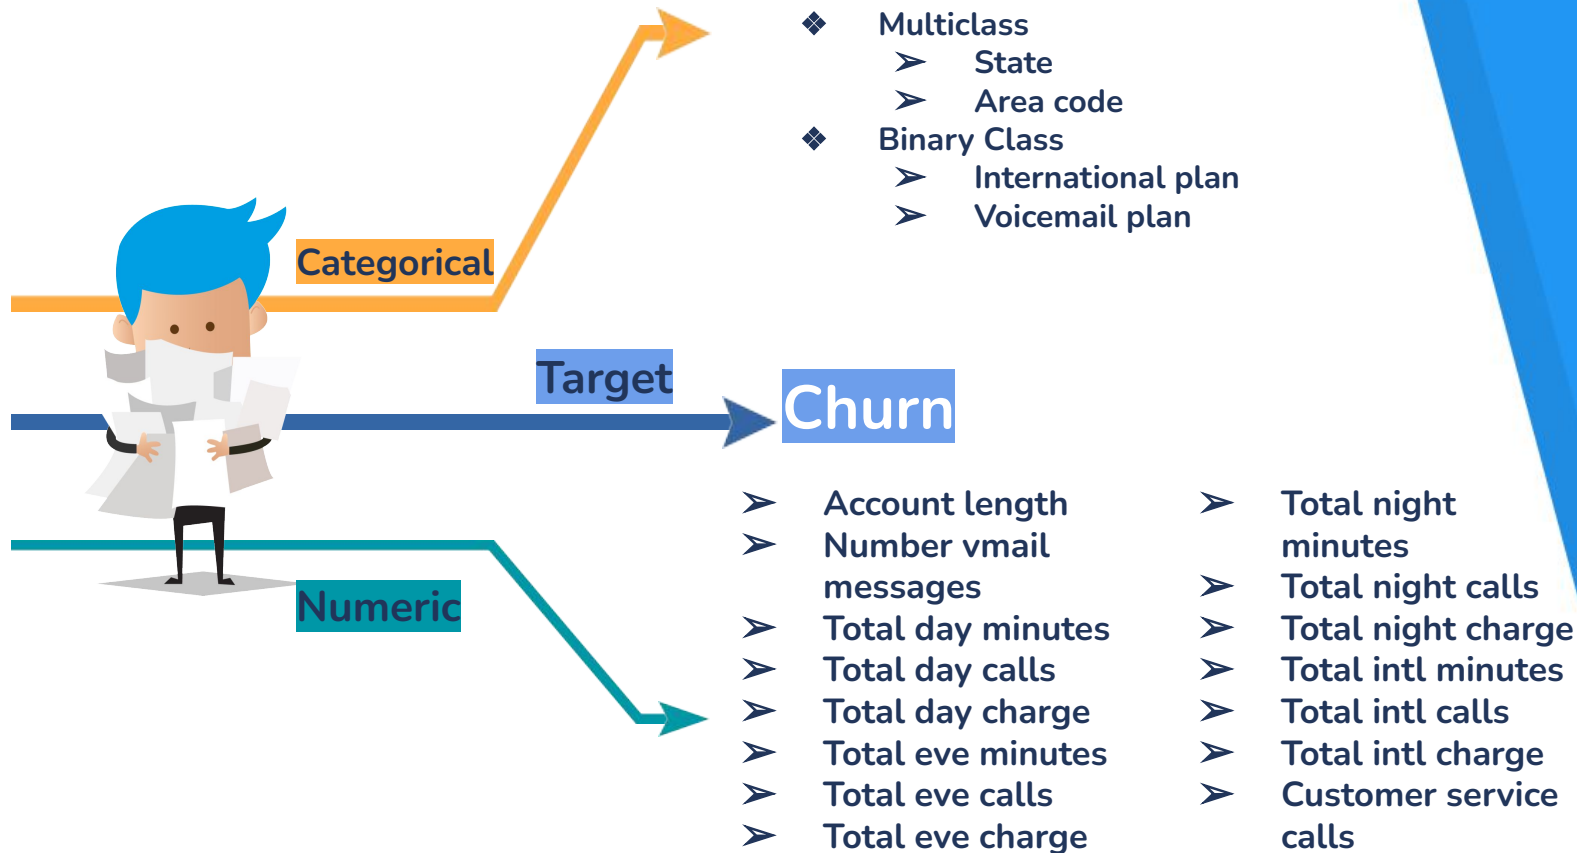 Multiclass
State
Area code
Binary Class
International plan
Voicemail plan
Categorical
Target
Churn
Numeric
Account length
Number vmail
messages
Total day minutes
Total day calls
Total day charge
Total eve minutes
Total eve calls
Total eve charge
Total night
minutes
Total night calls
Total night charge
Total intl minutes
Total intl calls
Total intl charge
Customer service
calls